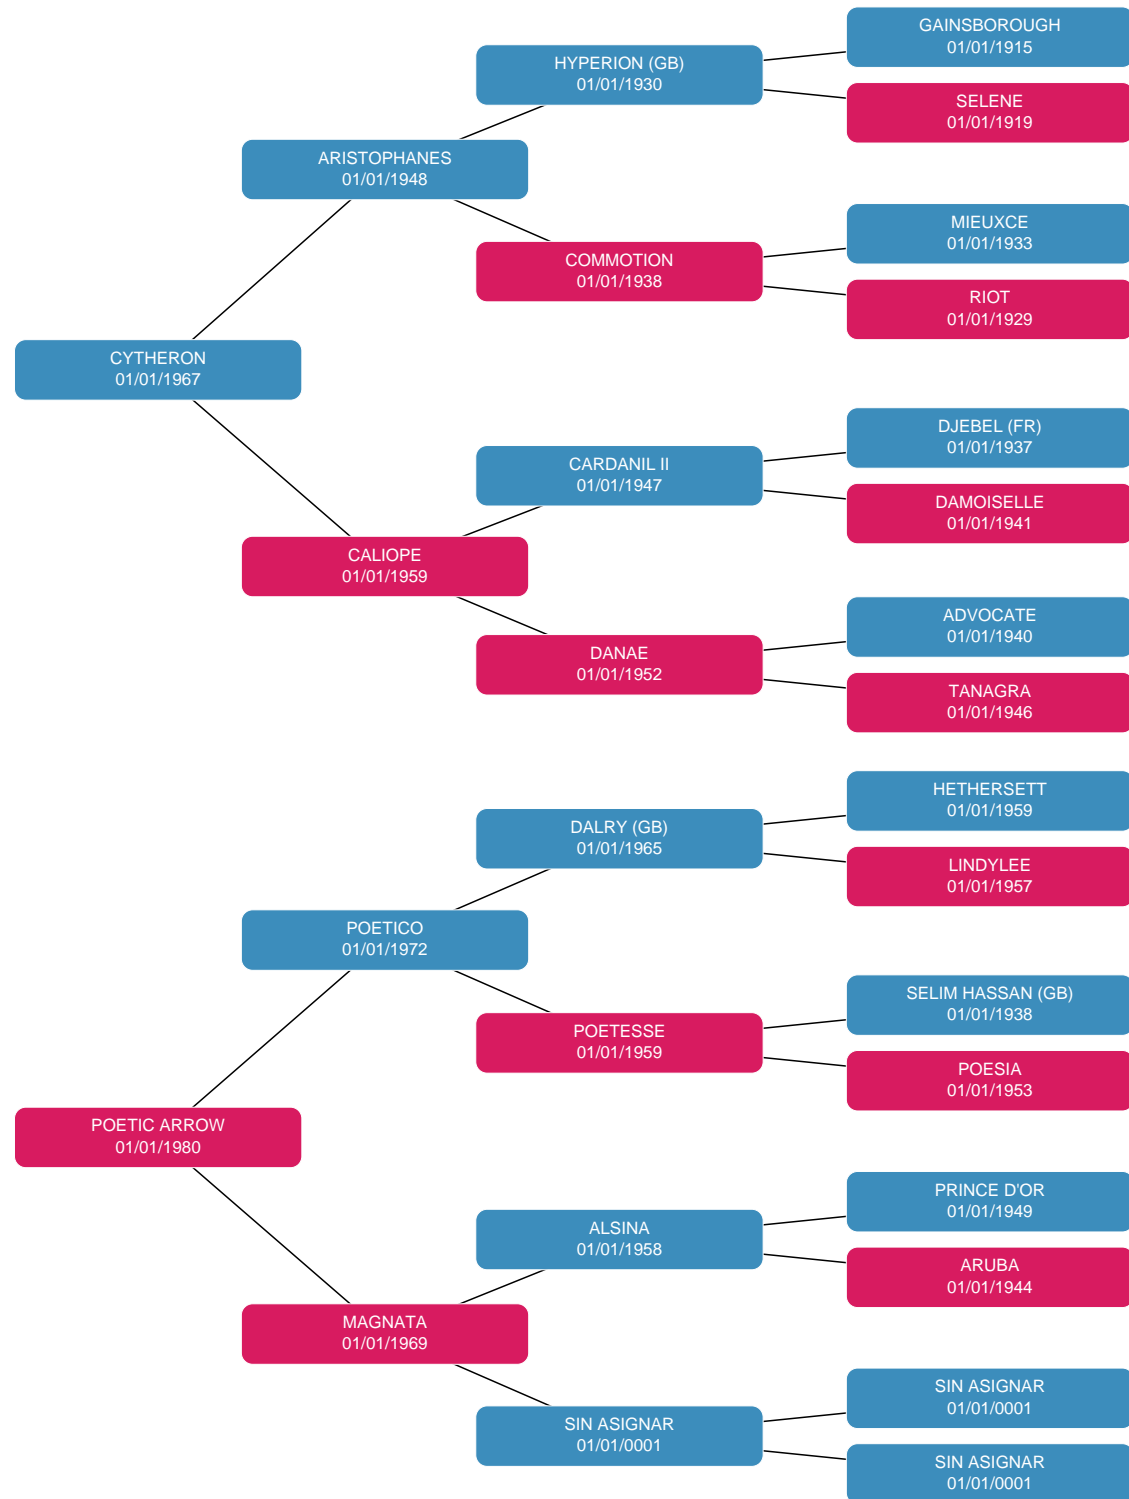 GAINSBOROUGH
01/01/1915
HYPERION (GB)
01/01/1930
SELENE
01/01/1919
ARISTOPHANES
01/01/1948
MIEUXCE
01/01/1933
COMMOTION
01/01/1938
RIOT
01/01/1929
CYTHERON
01/01/1967
DJEBEL (FR)
01/01/1937
CARDANIL II
01/01/1947
DAMOISELLE
01/01/1941
CALIOPE
01/01/1959
ADVOCATE
01/01/1940
DANAE
01/01/1952
TANAGRA
01/01/1946
HETHERSETT
01/01/1959
DALRY (GB)
01/01/1965
LINDYLEE
01/01/1957
POETICO
01/01/1972
SELIM HASSAN (GB)
01/01/1938
POETESSE
01/01/1959
POESIA
01/01/1953
POETIC ARROW
01/01/1980
PRINCE D'OR
01/01/1949
ALSINA
01/01/1958
ARUBA
01/01/1944
MAGNATA
01/01/1969
SIN ASIGNAR
01/01/0001
SIN ASIGNAR
01/01/0001
SIN ASIGNAR
01/01/0001